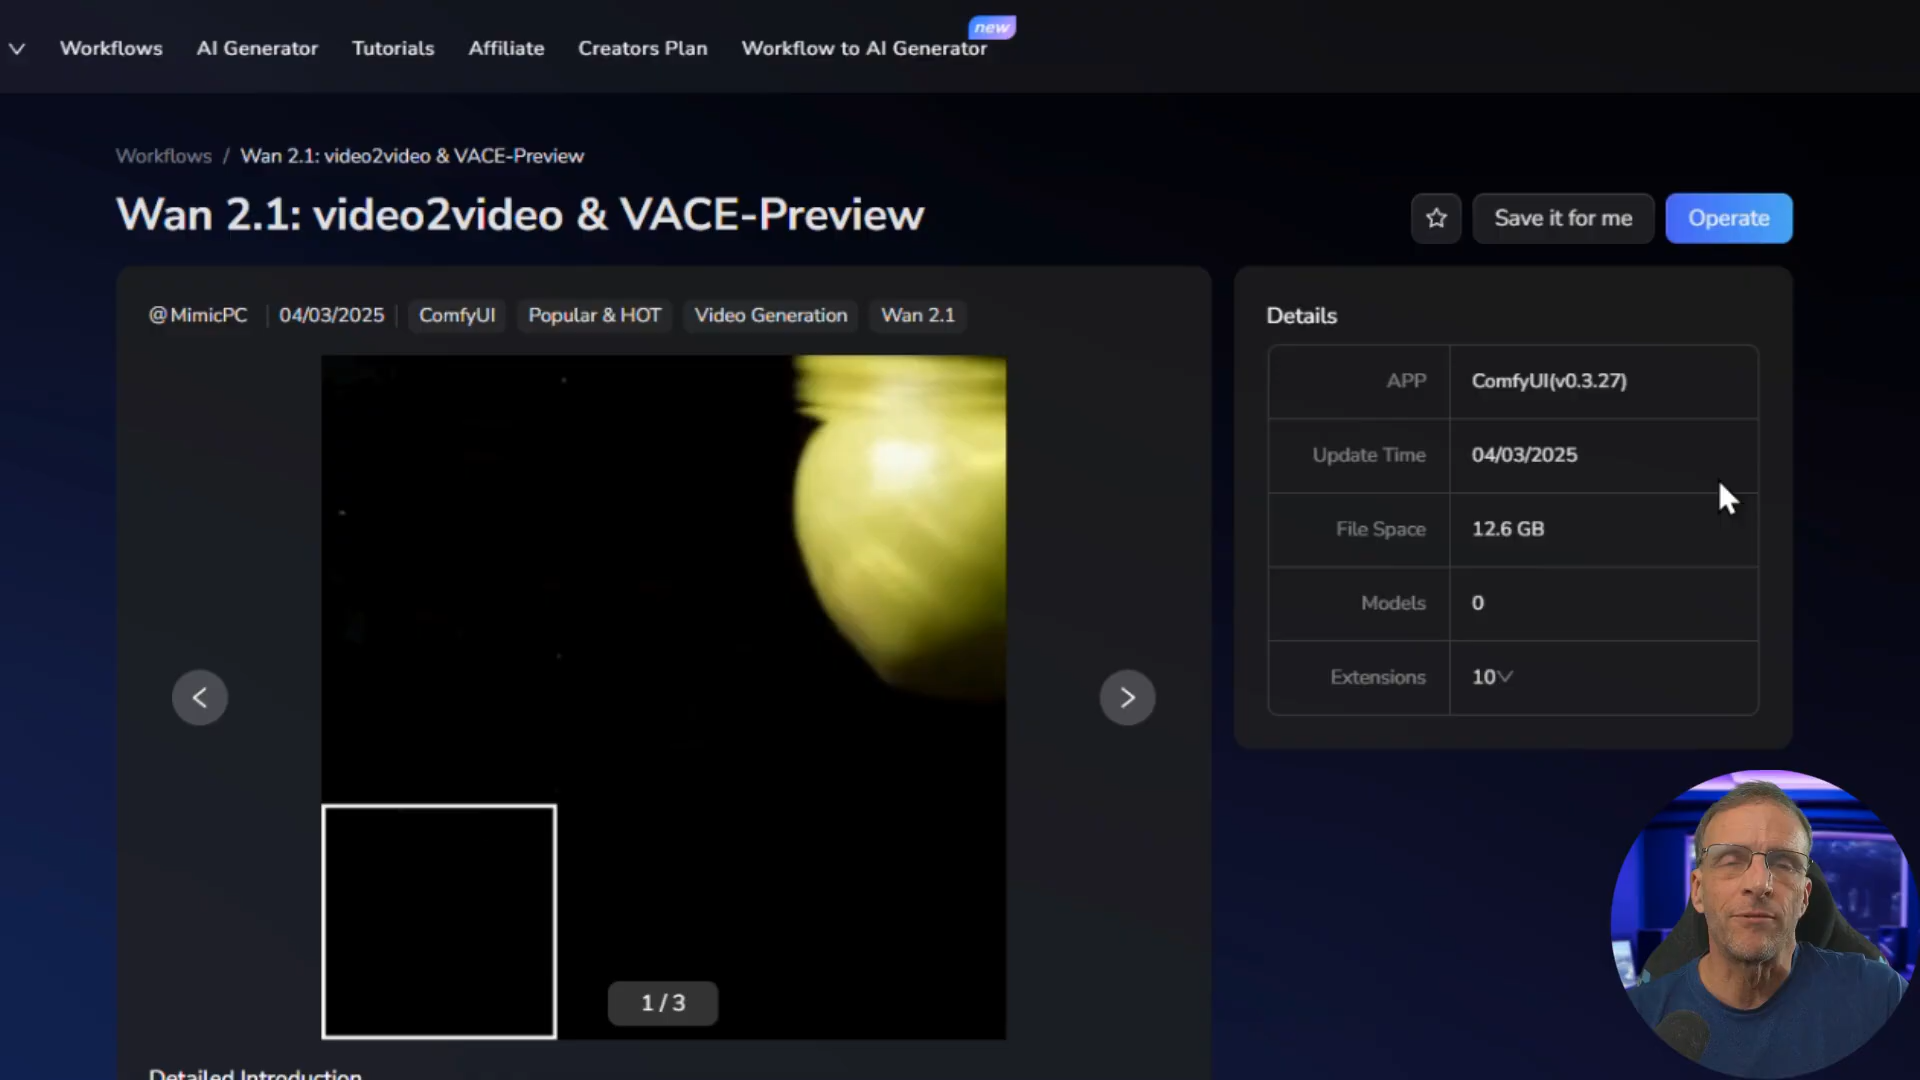 new
Workflows AI Generator Tutorials Affiliate Creators Plan Workflow to AI Generator
Workflows / Wan 2.1: video2video & VACE-Preview
Wan 2.1: video2video & VACE-Preview
Save it for me
Operate
@MimicPC 04/03/2025 ComfyUI Popular & HOT Video Generation Wan 2.1
1 / 3
Detailed Introduction
Details
APP ComfyUI(v0.3.27)
Update Time 04/03/2025
File Space 12.6 GB
Models 0
Extensions 10